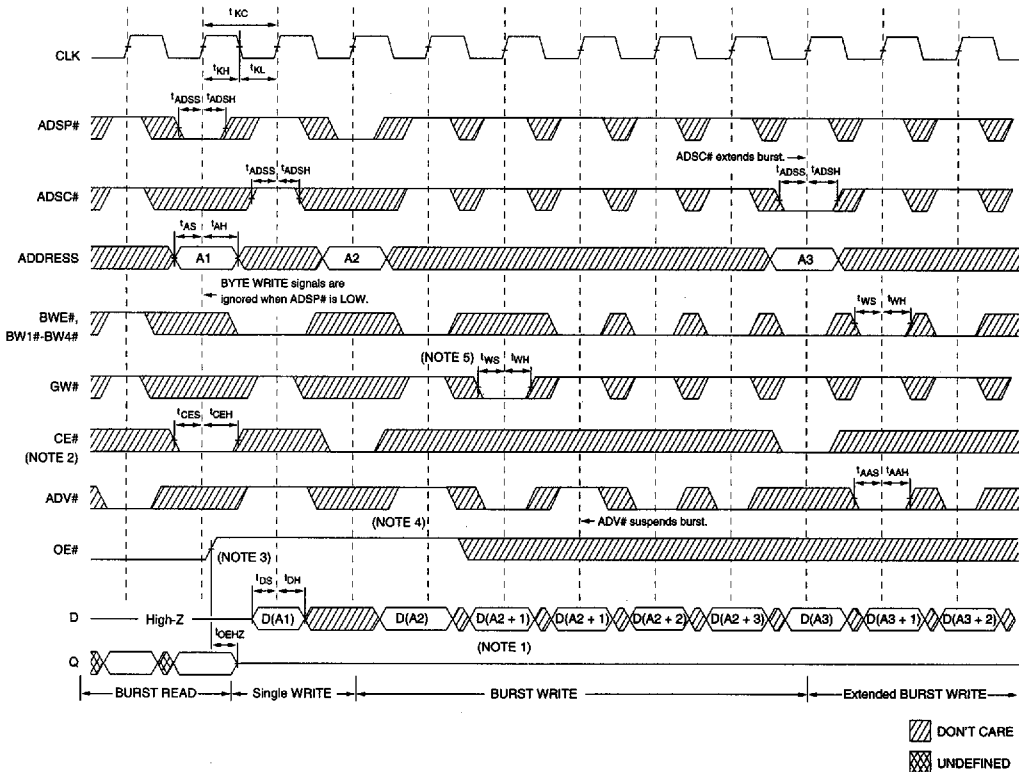 tKC
CLK
tKH tKL
tADSS tADSH
ADSP#
ADSC# extends burst.
tADSS tADSH tADSS tADSH
ADSC#
tAS tAH
ADDRESS A1 A2 A3
BYTE WRITE signals are
ignored when ADSP# is LOW.
BWE#,
BW1#-BW4#
tWS tWH
(NOTE 5) tWS tWH
GW#
tCES tCEH
CE#
(NOTE 2)
tAAS tAAH
ADV#
(NOTE 4) ADV# suspends burst.
OE# (NOTE 3)
tDS tDH
D High-Z D(A1) D(A2) D(A2 + 1) D(A2 + 1) D(A2 + 2) D(A2 + 3) D(A3) D(A3 + 1) D(A3 + 2)
tOEHZ
(NOTE 1)
Q
BURST READ Single WRITE BURST WRITE Extended BURST WRITE
DON'T CARE
UNDEFINED